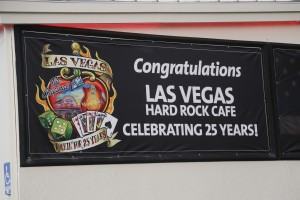 LAS VEGAS
Congratulations
LAS VEGAS
HARD ROCK CAFE
CELEBRATING 25 YEARS!